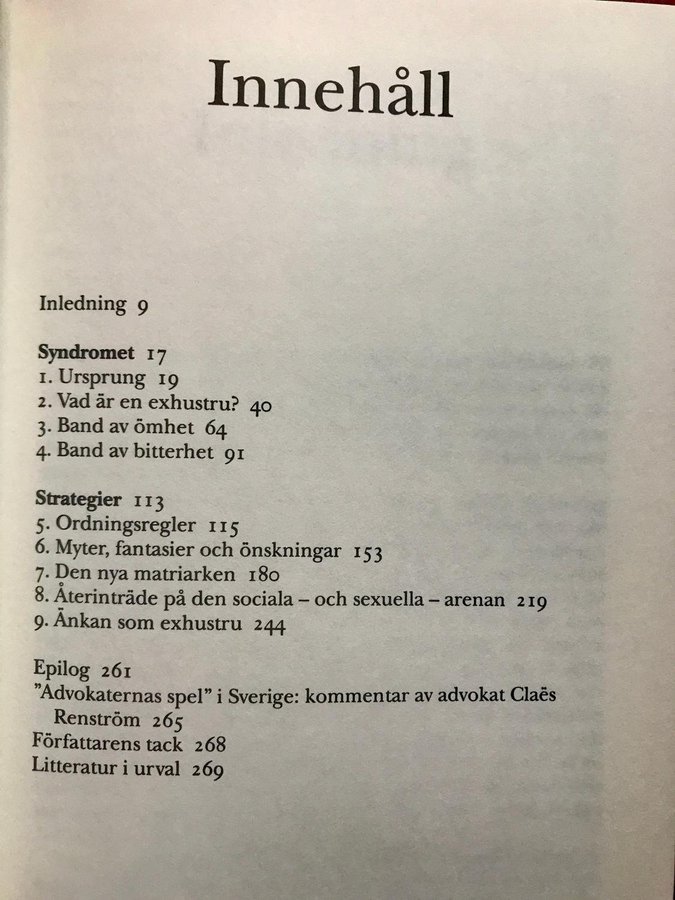 Innehåll
Inledning 9
Syndromet 17
1. Ursprung 19
2. Vad är en exhustru? 40
3. Band av ömhet 64
4. Band av bitterhet 91
Strategier 113
5. Ordningsregler 115
6. Myter, fantasier och önskningar 153
7. Den nya matriarken 180
8. Återinträde på den sociala – och sexuella – arenan 219
9. Änkan som exhustru 244
Epilog 261
”Advokaternas spel” i Sverige: kommentar av advokat Claës
Renström 265
Författarens tack 268
Litteratur i urval 269